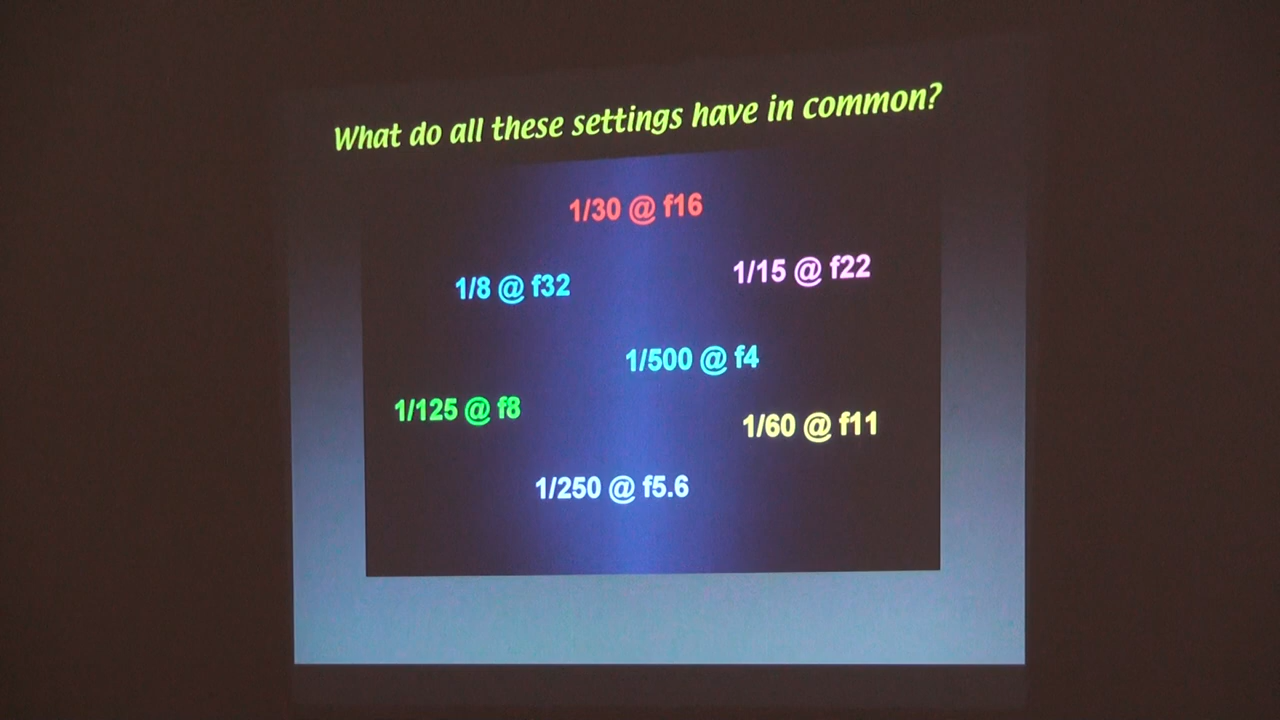 What do all these settings have in common?
1/30 @ f16
1/8 @ f32
1/15 @ f22
1/500 @ f4
1/125 @ f8
1/60 @ f11
1/250 @ f5.6